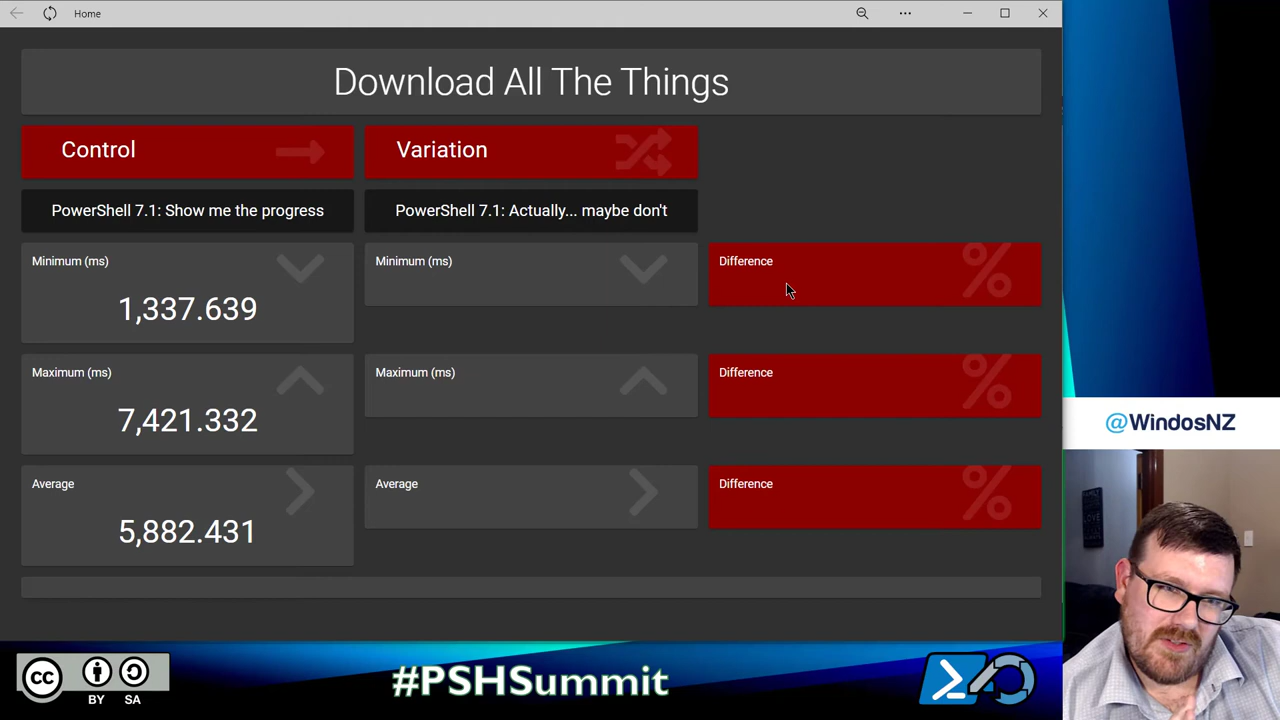 Home
Download All The Things
Control
Variation
PowerShell 7.1: Show me the progress
PowerShell 7.1: Actually... maybe don't
Minimum (ms)
1,337.639
Minimum (ms)
Difference
Maximum (ms)
7,421.332
Maximum (ms)
Difference
Average
5,882.431
Average
Difference
@WindosNZ
CC
BY
SA
#PSHSummit